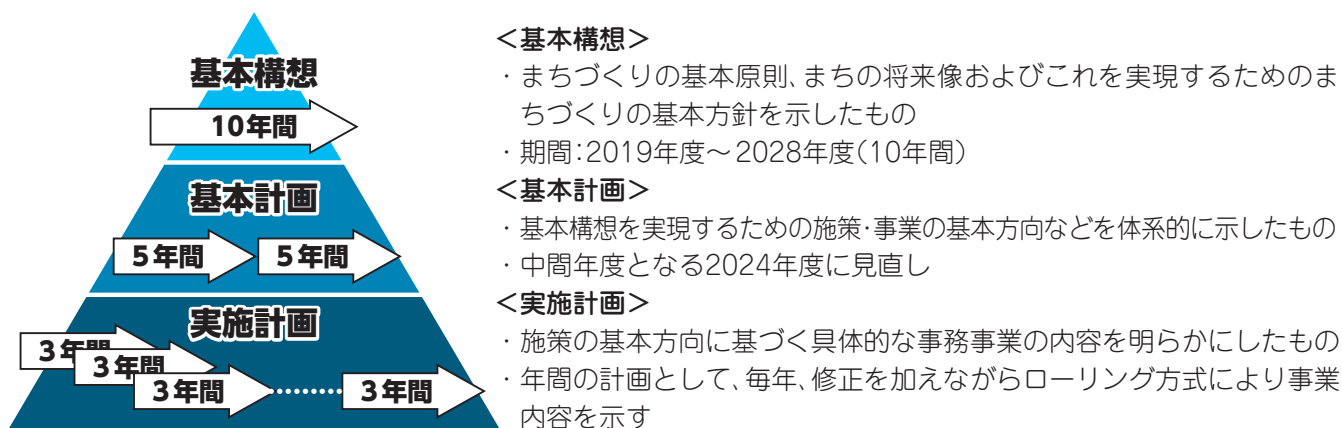 基本構想
10年間
基本計画
5年間
5年間
実施計画
3年間
3年間
3年間
3年間
＜基本構想＞
・まちづくりの基本原則、まちの将来像およびこれを実現するためのま
ちづくりの基本方針を示したもの
・期間：2019年度～2028年度（10年間）
＜基本計画＞
・基本構想を実現するための施策・事業の基本方向などを体系的に示したもの
・中間年度となる2024年度に見直し
＜実施計画＞
・施策の基本方向に基づく具体的な事務事業の内容を明らかにしたもの
・年間の計画として、毎年、修正を加えながらローリング方式により事業
内容を示す